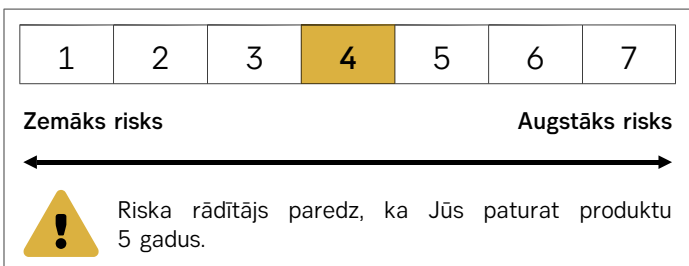 1 2 3 4 5 6 7
Zemāks risks Augstāks risks
Riska rādītājs paredz, ka Jūs paturat produktu
5 gadus.